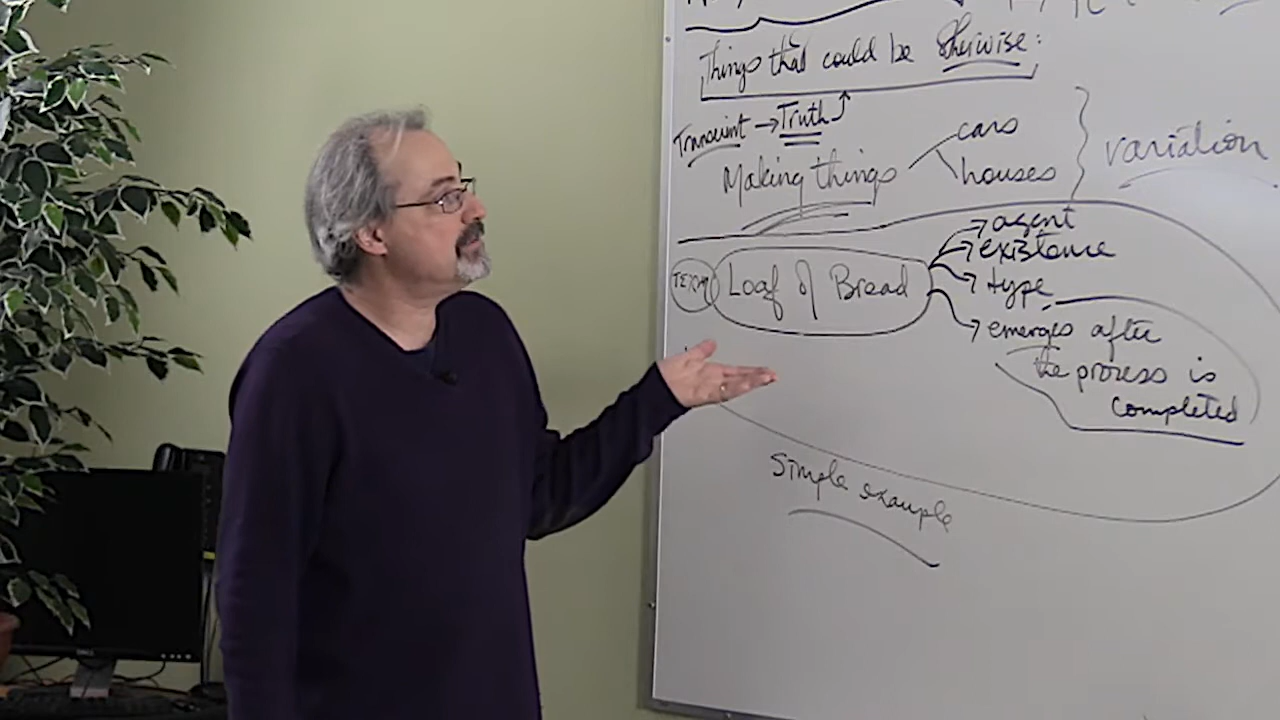 Things that could be otherwise:
Transient → Truth
Making things
cars
houses
variation
Loaf of Bread
agent
existence
type
emerges after
the process is
completed
Simple example
DELL